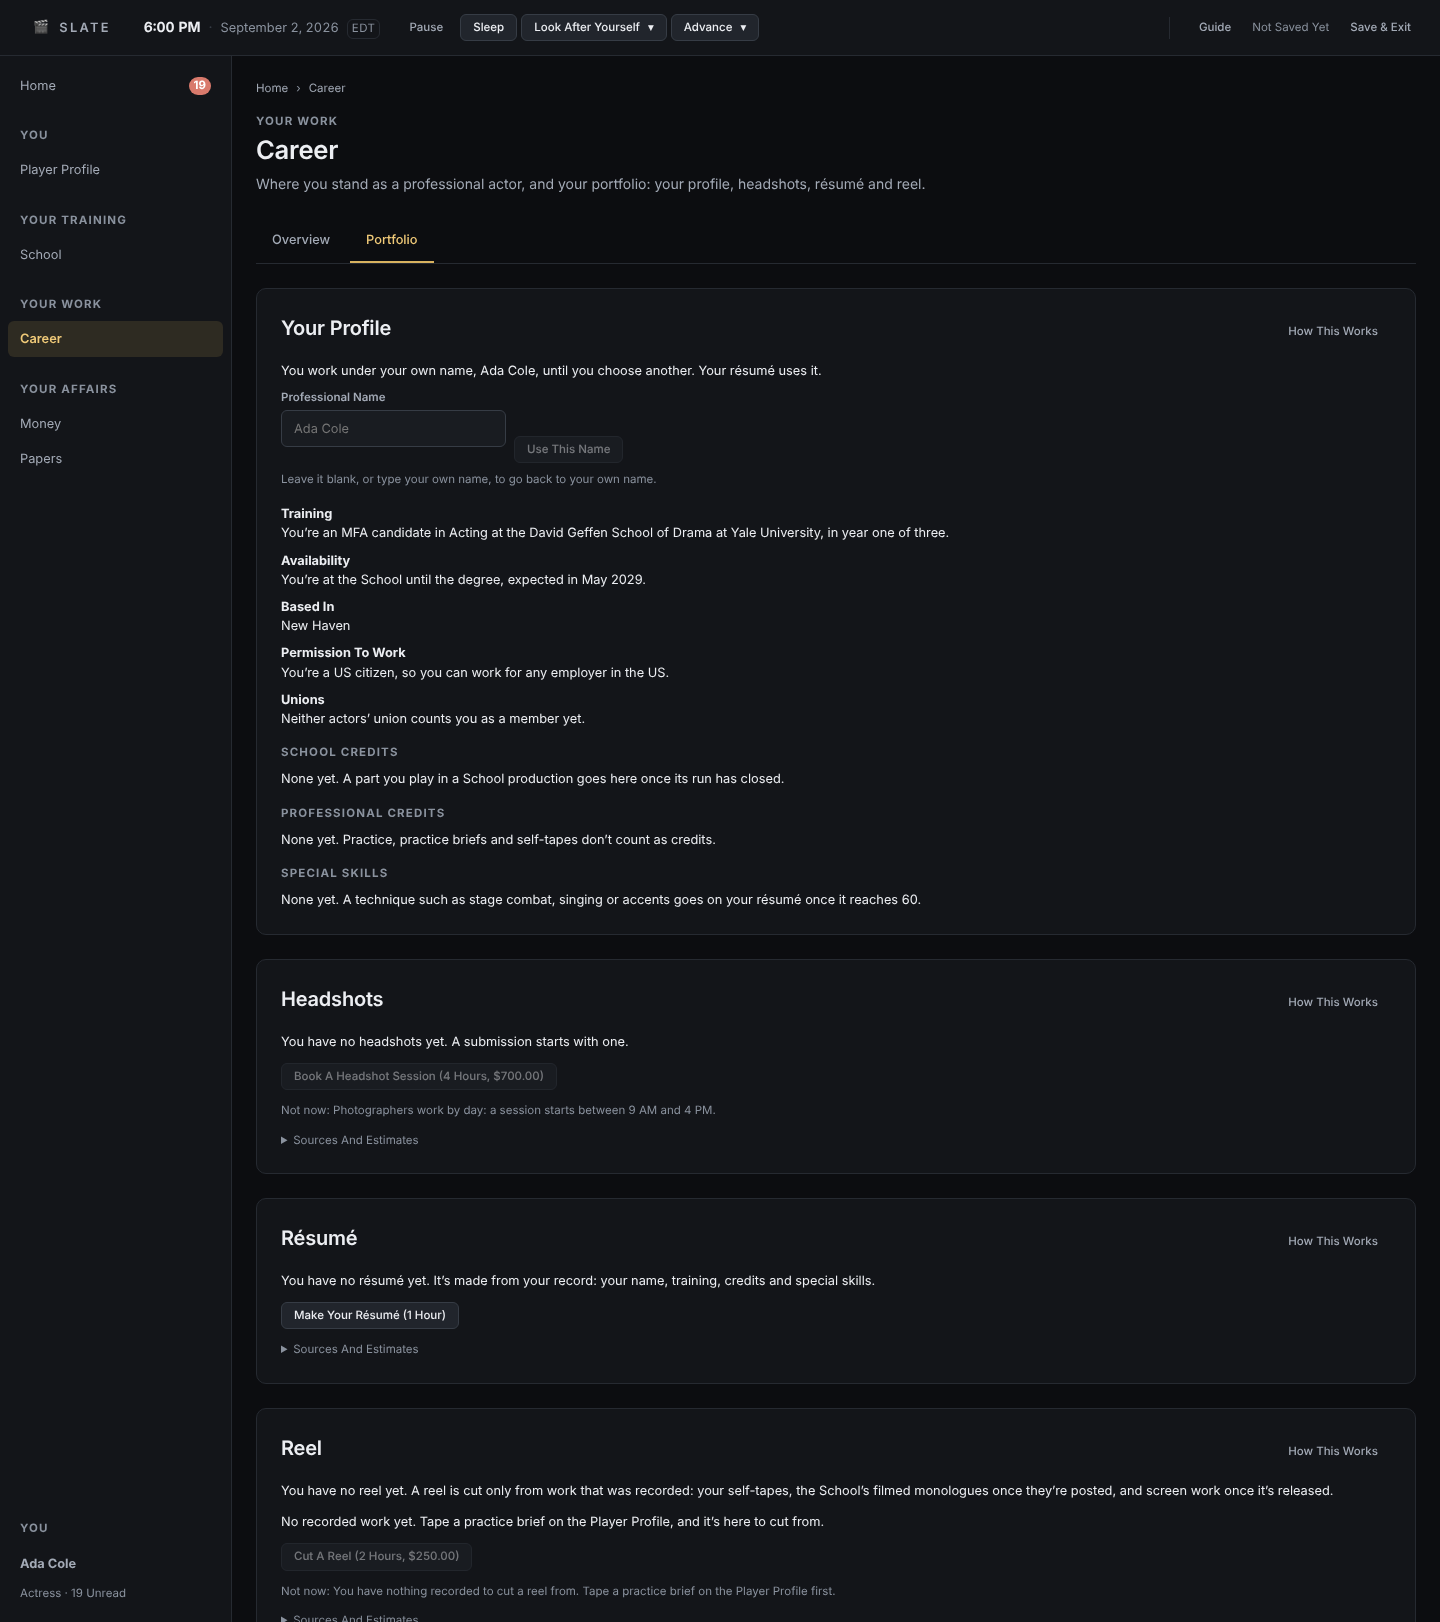 SLATE
6:00 PM · September 2, 2026 EDT
Pause
Sleep
Look After Yourself ▾
Advance ▾
Guide
Not Saved Yet
Save & Exit
Home
19
YOU
Player Profile
YOUR TRAINING
School
YOUR WORK
Career
YOUR AFFAIRS
Money
Papers
YOU
Ada Cole
Actress · 19 Unread
Home › Career
YOUR WORK
Career
Where you stand as a professional actor, and your portfolio: your profile, headshots, résumé and reel.
Overview
Portfolio
Your Profile
How This Works
You work under your own name, Ada Cole, until you choose another. Your résumé uses it.
Professional Name
Ada Cole
Use This Name
Leave it blank, or type your own name, to go back to your own name.
Training
You’re an MFA candidate in Acting at the David Geffen School of Drama at Yale University, in year one of three.
Availability
You’re at the School until the degree, expected in May 2029.
Based In
New Haven
Permission To Work
You’re a US citizen, so you can work for any employer in the US.
Unions
Neither actors’ union counts you as a member yet.
SCHOOL CREDITS
None yet. A part you play in a School production goes here once its run has closed.
PROFESSIONAL CREDITS
None yet. Practice, practice briefs and self-tapes don’t count as credits.
SPECIAL SKILLS
None yet. A technique such as stage combat, singing or accents goes on your résumé once it reaches 60.
Headshots
How This Works
You have no headshots yet. A submission starts with one.
Book A Headshot Session (4 Hours, $700.00)
Not now: Photographers work by day: a session starts between 9 AM and 4 PM.
Sources And Estimates
Résumé
How This Works
You have no résumé yet. It’s made from your record: your name, training, credits and special skills.
Make Your Résumé (1 Hour)
Sources And Estimates
Reel
How This Works
You have no reel yet. A reel is cut only from work that was recorded: your self-tapes, the School’s filmed monologues once they’re posted, and screen work once it’s released.
No recorded work yet. Tape a practice brief on the Player Profile, and it’s here to cut from.
Cut A Reel (2 Hours, $250.00)
Not now: You have nothing recorded to cut a reel from. Tape a practice brief on the Player Profile first.
Sources And Estimates